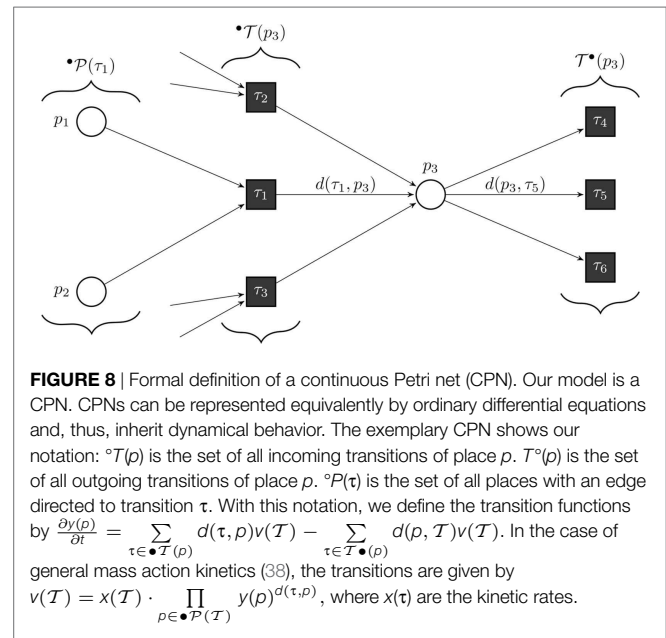 •𝒯(p₃)
•𝒫(τ₁)
𝒯•(p₃)
p₁
τ₂
τ₄
p₃
τ₁
d(τ₁, p₃)
d(p₃, τ₅)
τ₅
p₂
τ₃
τ₆
FIGURE 8 | Formal definition of a continuous Petri net (CPN). Our model is a
CPN. CPNs can be represented equivalently by ordinary differential equations
and, thus, inherit dynamical behavior. The exemplary CPN shows our
notation: °T(p) is the set of all incoming transitions of place p. T°(p) is the set
of all outgoing transitions of place p. °P(τ) is the set of all places with an edge
directed to transition τ. With this notation, we define the transition functions
by ∂y(p)/∂t = ∑_{τ∈•𝒯(p)} d(τ, p)v(𝒯) − ∑_{τ∈𝒯•(p)} d(p, 𝒯)v(𝒯). In the case of
general mass action kinetics (38), the transitions are given by
v(𝒯) = x(𝒯) · ∏_{p∈•𝒫(𝒯)} y(p)^{d(τ,p)}, where x(τ) are the kinetic rates.